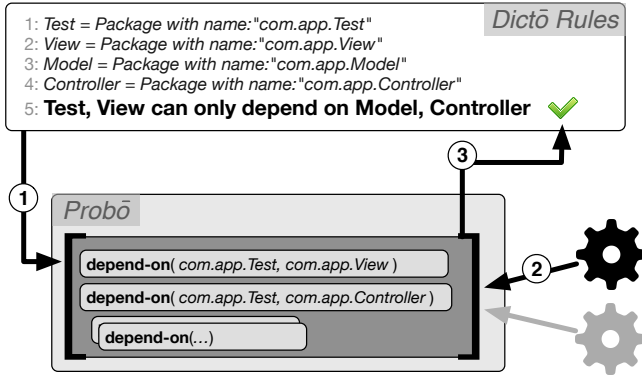 Dictō Rules
1: Test = Package with name:"com.app.Test"
2: View = Package with name:"com.app.View"
3: Model = Package with name:"com.app.Model"
4: Controller = Package with name:"com.app.Controller"
5: Test, View can only depend on Model, Controller
3
1
Probō
depend-on( com.app.Test, com.app.View )
2
depend-on( com.app.Test, com.app.Controller )
depend-on(...)